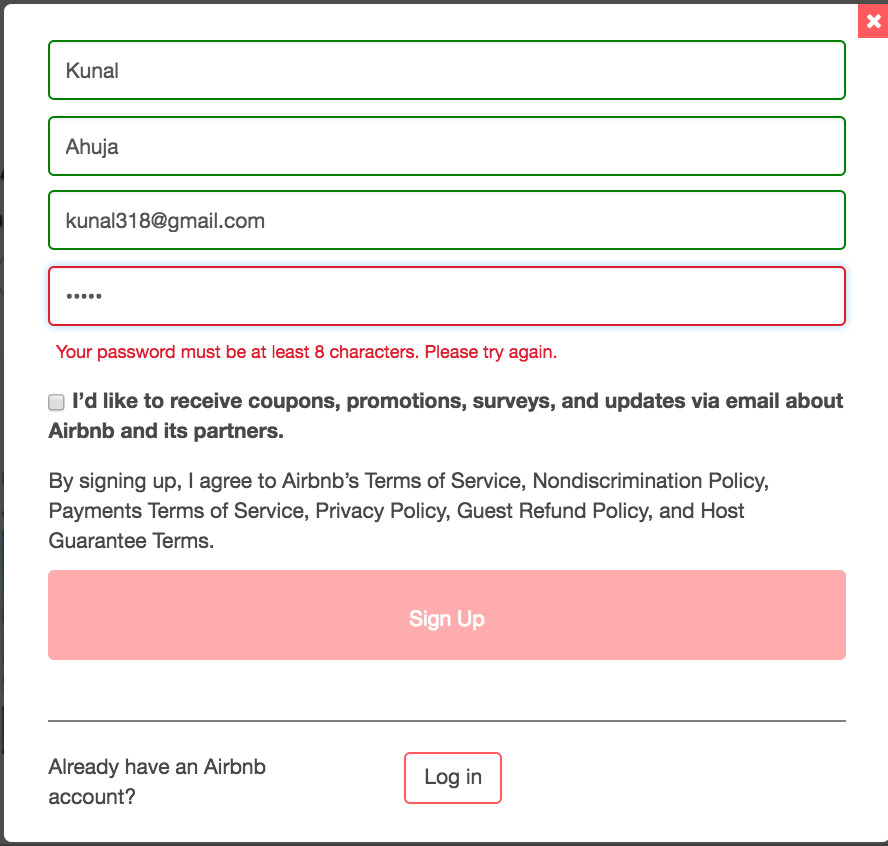 Kunal
Ahuja
kunal318@gmail.com
•••••
Your password must be at least 8 characters. Please try again.
I’d like to receive coupons, promotions, surveys, and updates via email about
Airbnb and its partners.
By signing up, I agree to Airbnb’s Terms of Service, Nondiscrimination Policy,
Payments Terms of Service, Privacy Policy, Guest Refund Policy, and Host
Guarantee Terms.
Sign Up
Already have an Airbnb
account?
Log in